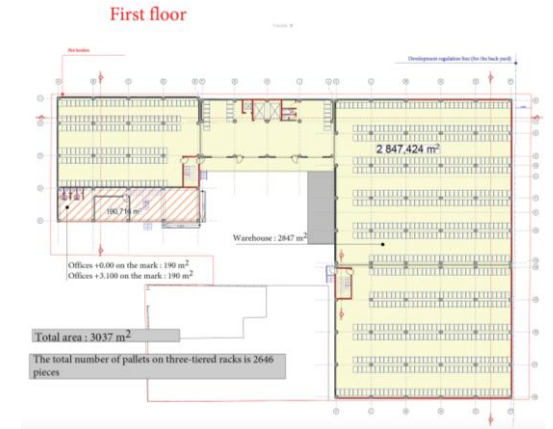 First floor
Development regulation line (for the back yard)
2 847,424 m²
190,716 m²
Warehouse : 2847 m²
Offices +0.00 on the mark : 190 m²
Offices +3.100 on the mark : 190 m²
Total area : 3037 m²
The total number of pallets on three-tiered racks is 2646
pieces